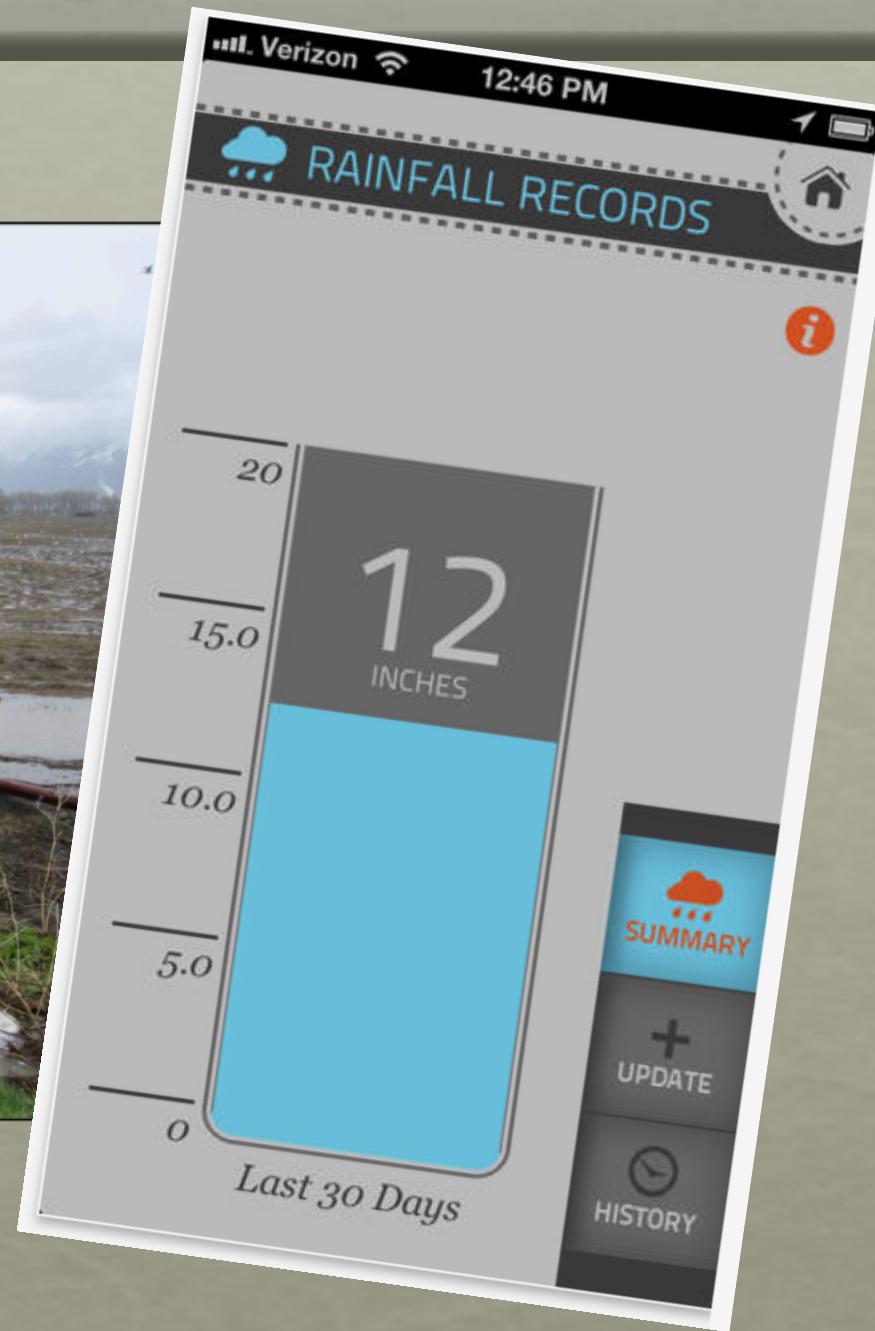 Verizon 12:46 PM
RAINFALL RECORDS
i
20
12
INCHES
15.0
10.0
5.0
0
Last 30 Days
SUMMARY
UPDATE
HISTORY